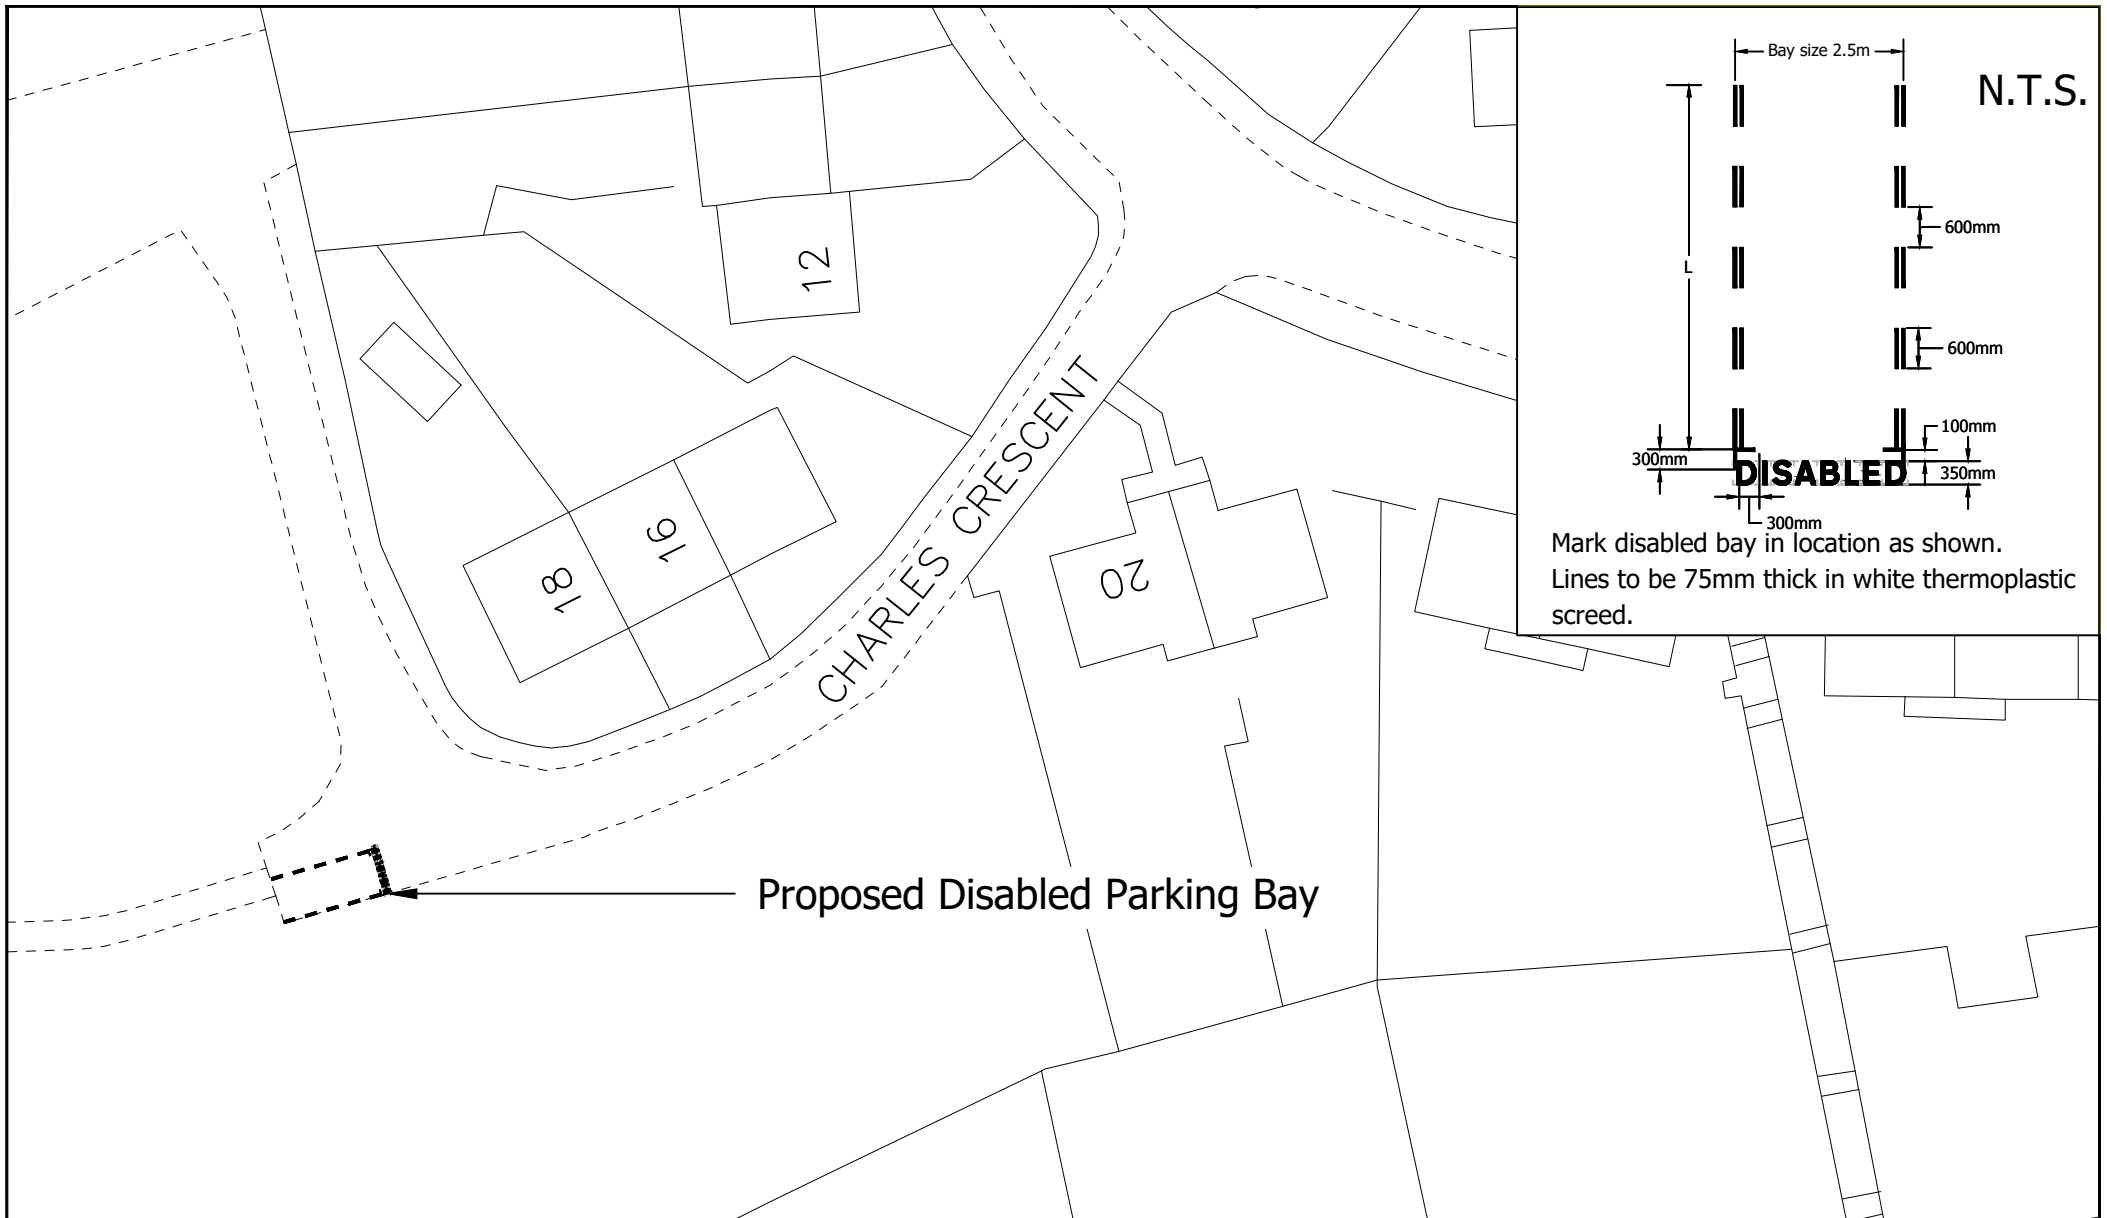 Bay size 2.5m
N.T.S.
600mm
L
600mm
100mm
300mm
DISABLED
350mm
300mm
Mark disabled bay in location as shown.
Lines to be 75mm thick in white thermoplastic
screed.
12
CHARLES CRESCENT
16
18
20
Proposed Disabled Parking Bay